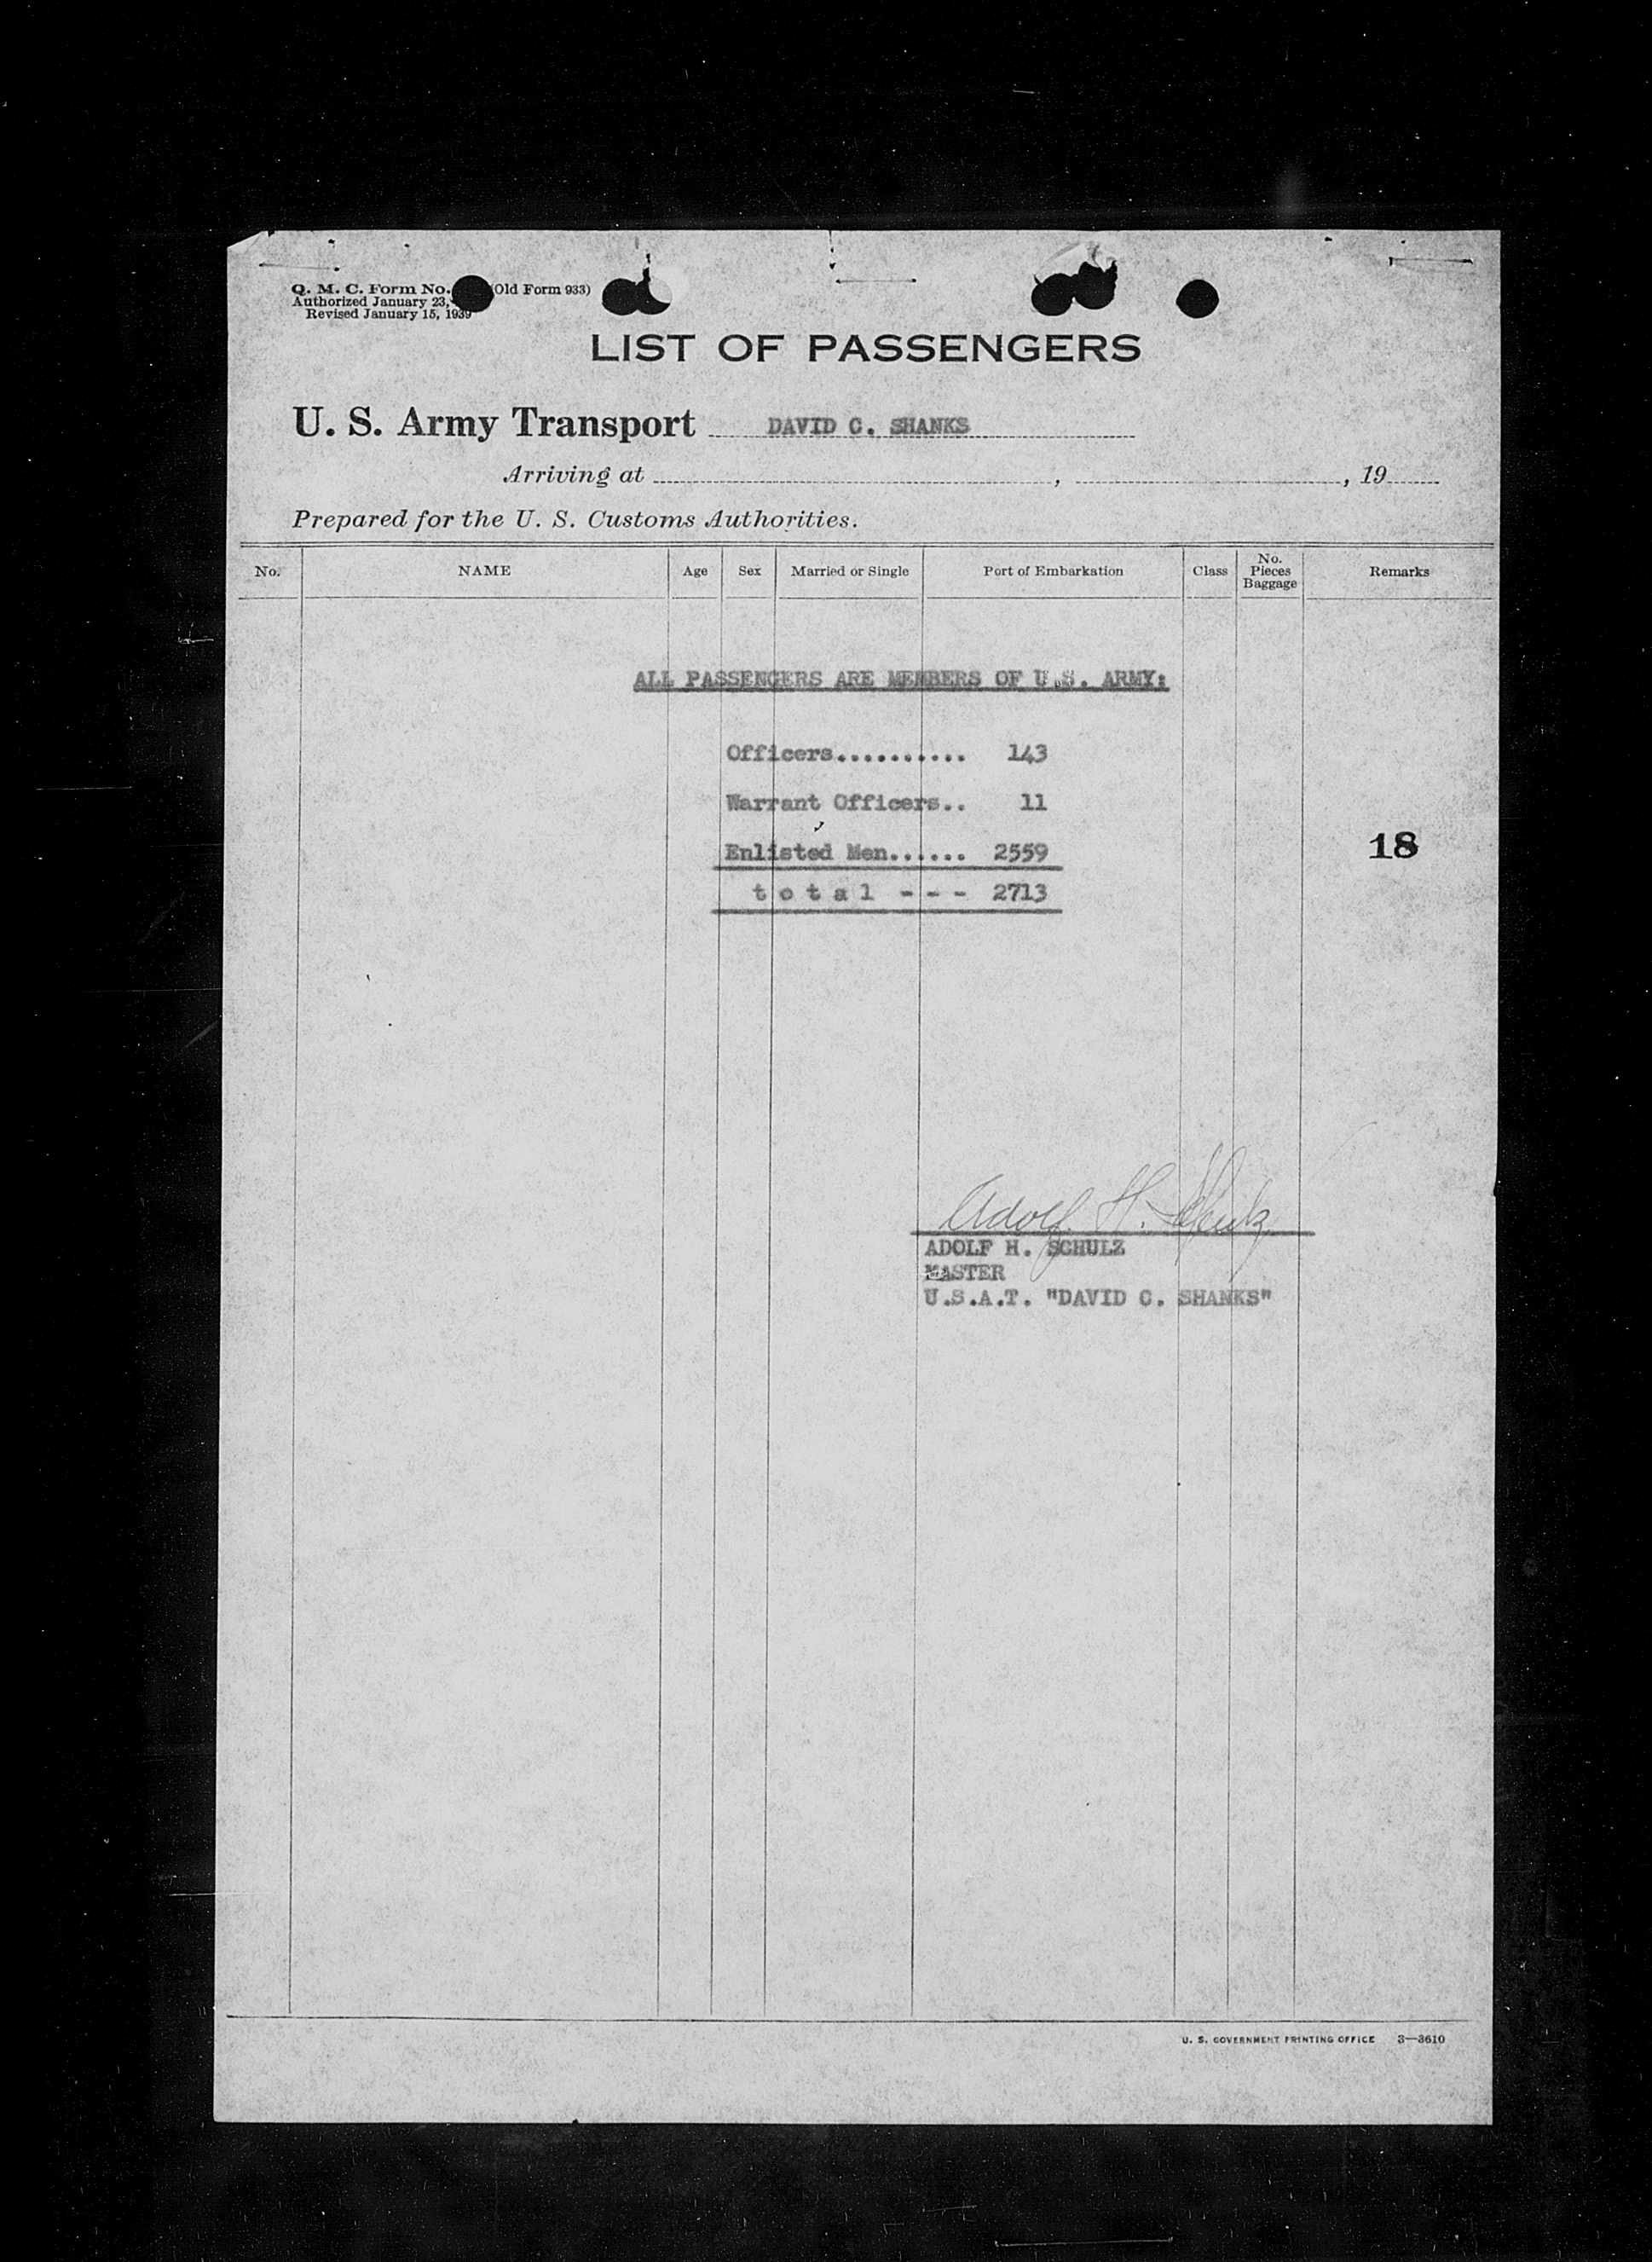 Q. M. C. Form No. (Old Form 933)
Authorized January 23,
Revised January 15, 1939
LIST OF PASSENGERS
U. S. Army Transport DAVID C. SHANKS
Arriving at , , 19
Prepared for the U. S. Customs Authorities.
No. NAME Age Sex Married or Single Port of Embarkation Class No. Pieces Baggage Remarks
ALL PASSENGERS ARE MEMBERS OF U.S. ARMY:
Officers.......... 143
Warrant Officers.. 11
18
Enlisted Men...... 2559
total --- 2713
Adolf H. Schulz
ADOLF H. SCHULZ
MASTER
U.S.A.T. "DAVID C. SHANKS"
U. S. GOVERNMENT PRINTING OFFICE 3—3610